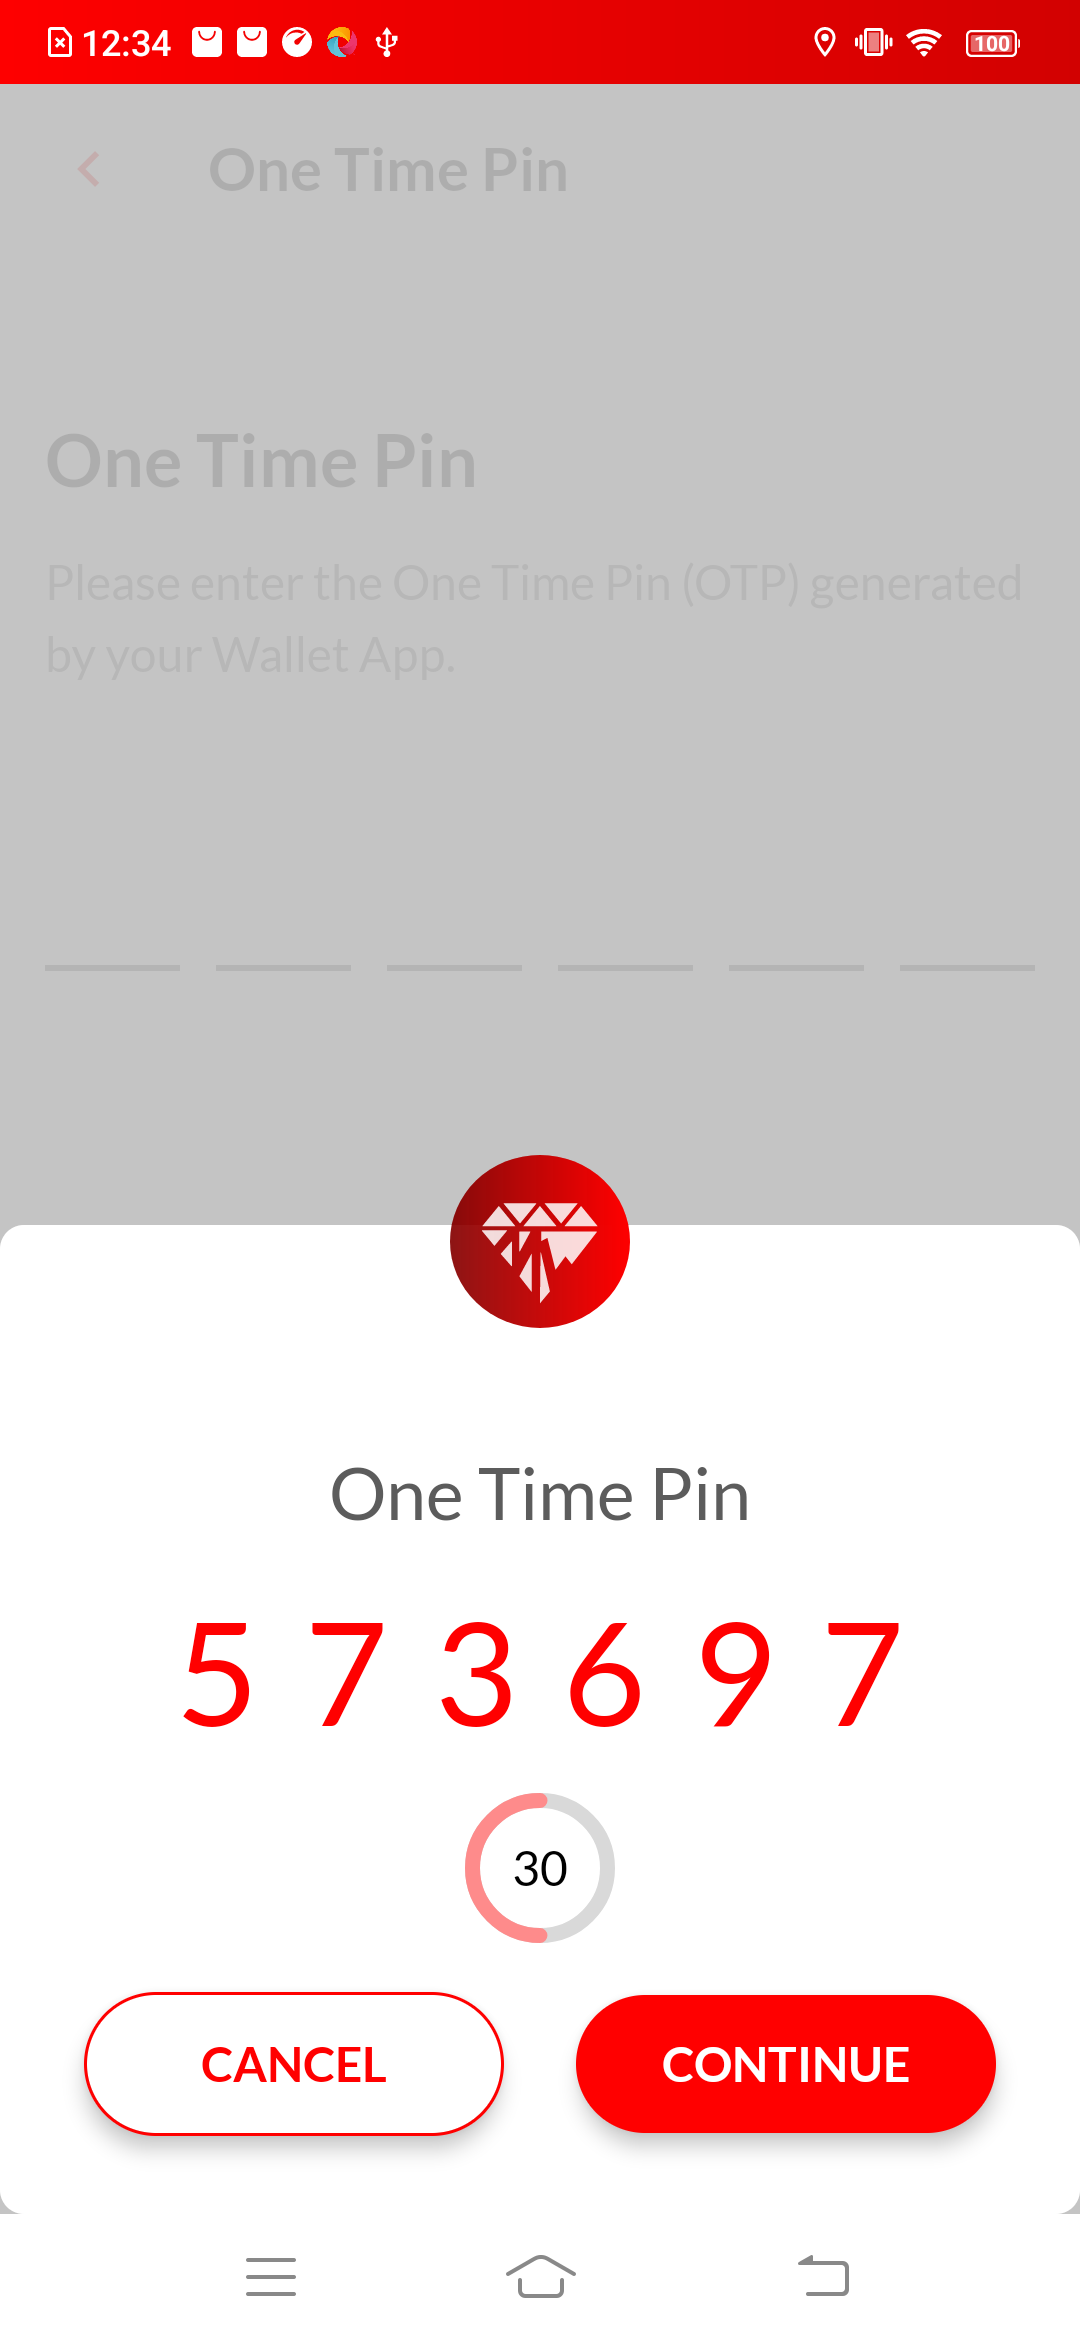 12:34
100
One Time Pin
One Time Pin
Please enter the One Time Pin (OTP) generated
by your Wallet App.
One Time Pin
5 7 3 6 9 7
30
CANCEL
CONTINUE